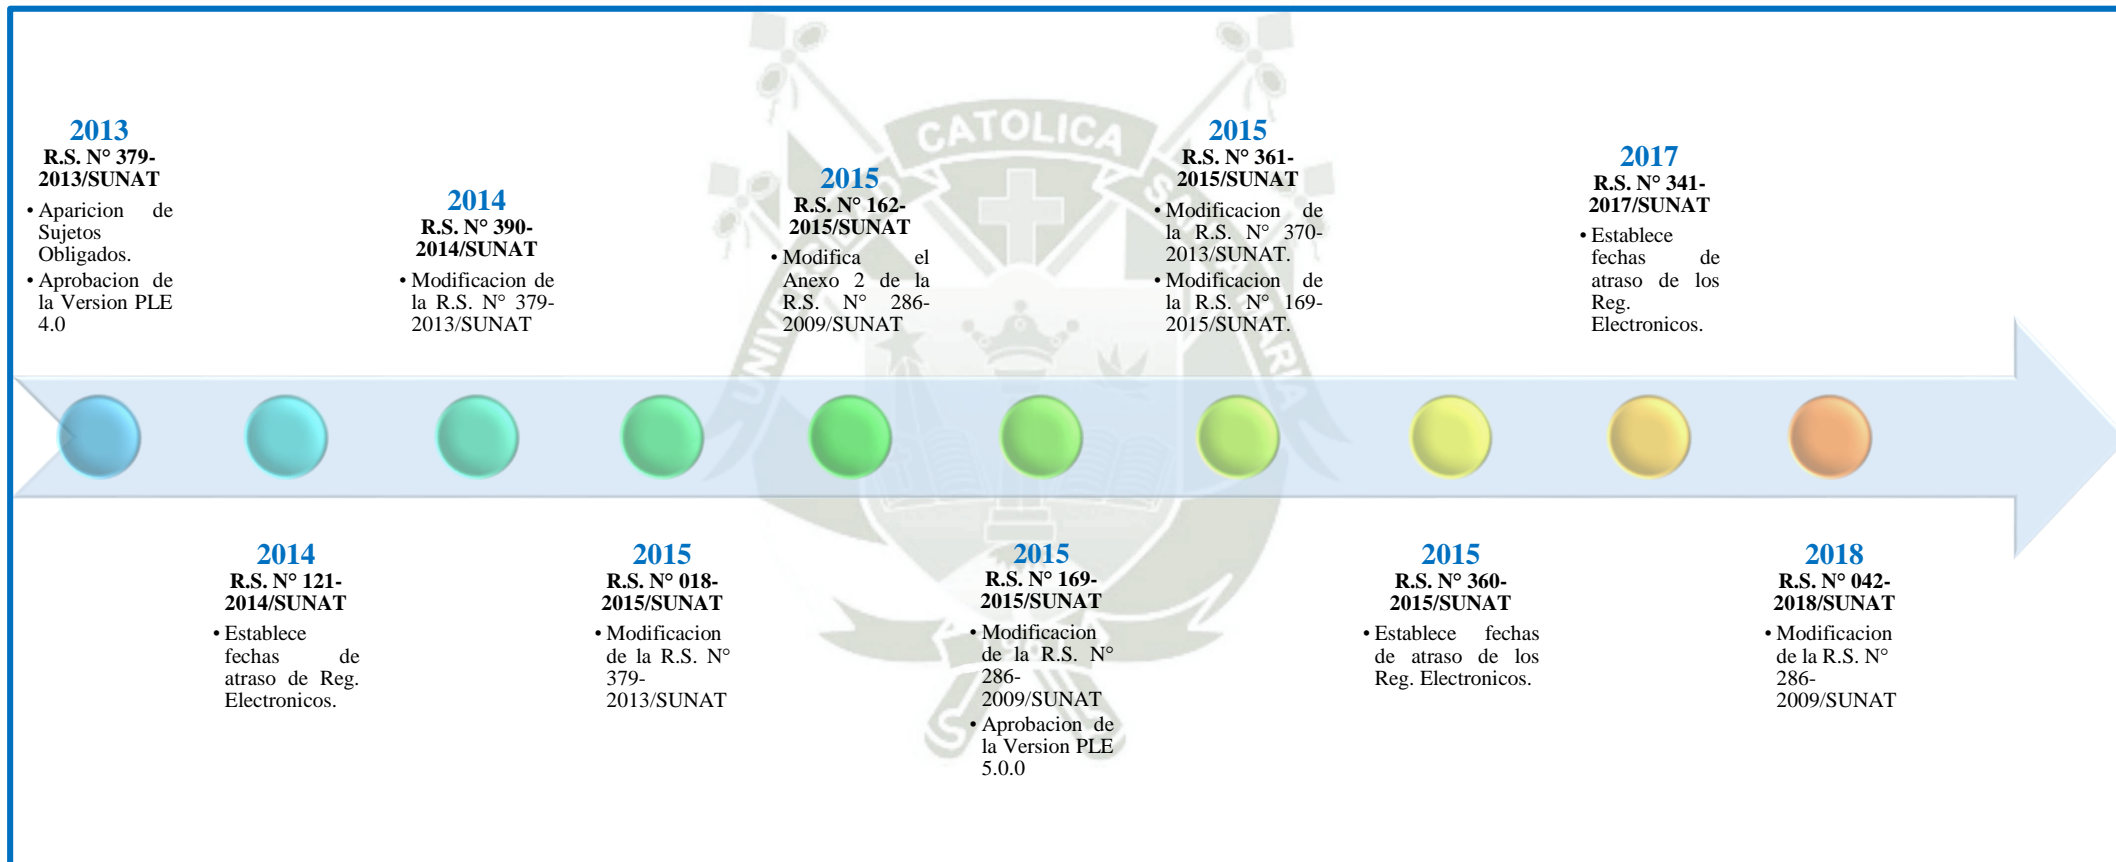 2013
R.S. N° 379-
2013/SUNAT
• Aparicion de
Sujetos
Obligados.
• Aprobacion de
la Version PLE
4.0
2014
R.S. N° 121-
2014/SUNAT
• Establece
fechas de
atraso de Reg.
Electronicos.
2014
R.S. N° 390-
2014/SUNAT
• Modificacion de
la R.S. N° 379-
2013/SUNAT
2015
R.S. N° 018-
2015/SUNAT
• Modificacion
de la R.S. N°
379-
2013/SUNAT
2015
R.S. N° 162-
2015/SUNAT
• Modifica el
Anexo 2 de la
R.S. N° 286-
2009/SUNAT
2015
R.S. N° 169-
2015/SUNAT
• Modificacion
de la R.S. N°
286-
2009/SUNAT
• Aprobacion de
la Version PLE
5.0.0
2015
R.S. N° 361-
2015/SUNAT
• Modificacion de
la R.S. N° 370-
2013/SUNAT.
• Modificacion de
la R.S. N° 169-
2015/SUNAT.
2015
R.S. N° 360-
2015/SUNAT
• Establece fechas
de atraso de los
Reg. Electronicos.
2017
R.S. N° 341-
2017/SUNAT
• Establece
fechas de
atraso de los
Reg.
Electronicos.
2018
R.S. N° 042-
2018/SUNAT
• Modificacion
de la R.S. N°
286-
2009/SUNAT
CATOLICA